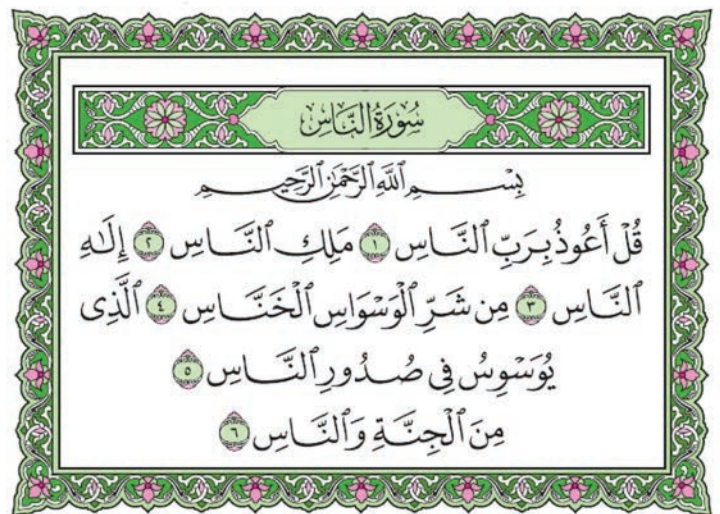 سُورَةُ النَّاسِ
بِسْمِ ٱللَّهِ ٱلرَّحْمَٰنِ ٱلرَّحِيمِ
قُلْ أَعُوذُ بِرَبِّ ٱلنَّاسِ ١ مَلِكِ ٱلنَّاسِ ٢ إِلَٰهِ
ٱلنَّاسِ ٣ مِن شَرِّ ٱلْوَسْوَاسِ ٱلْخَنَّاسِ ٤ ٱلَّذِى
يُوَسْوِسُ فِى صُدُورِ ٱلنَّاسِ ٥
مِنَ ٱلْجِنَّةِ وَٱلنَّاسِ ٦